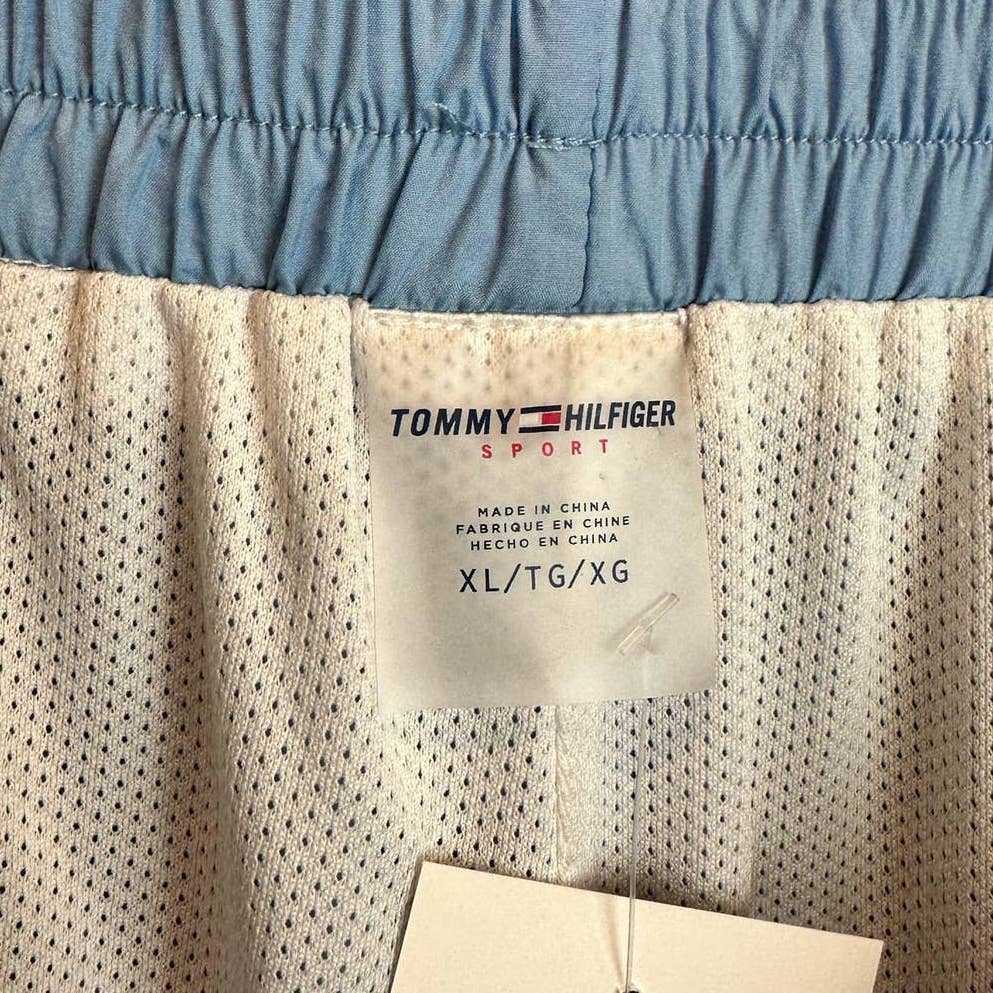 TOMMY HILFIGER
SPORT
MADE IN CHINA
FABRIQUE EN CHINE
HECHO EN CHINA
XL/TG/XG